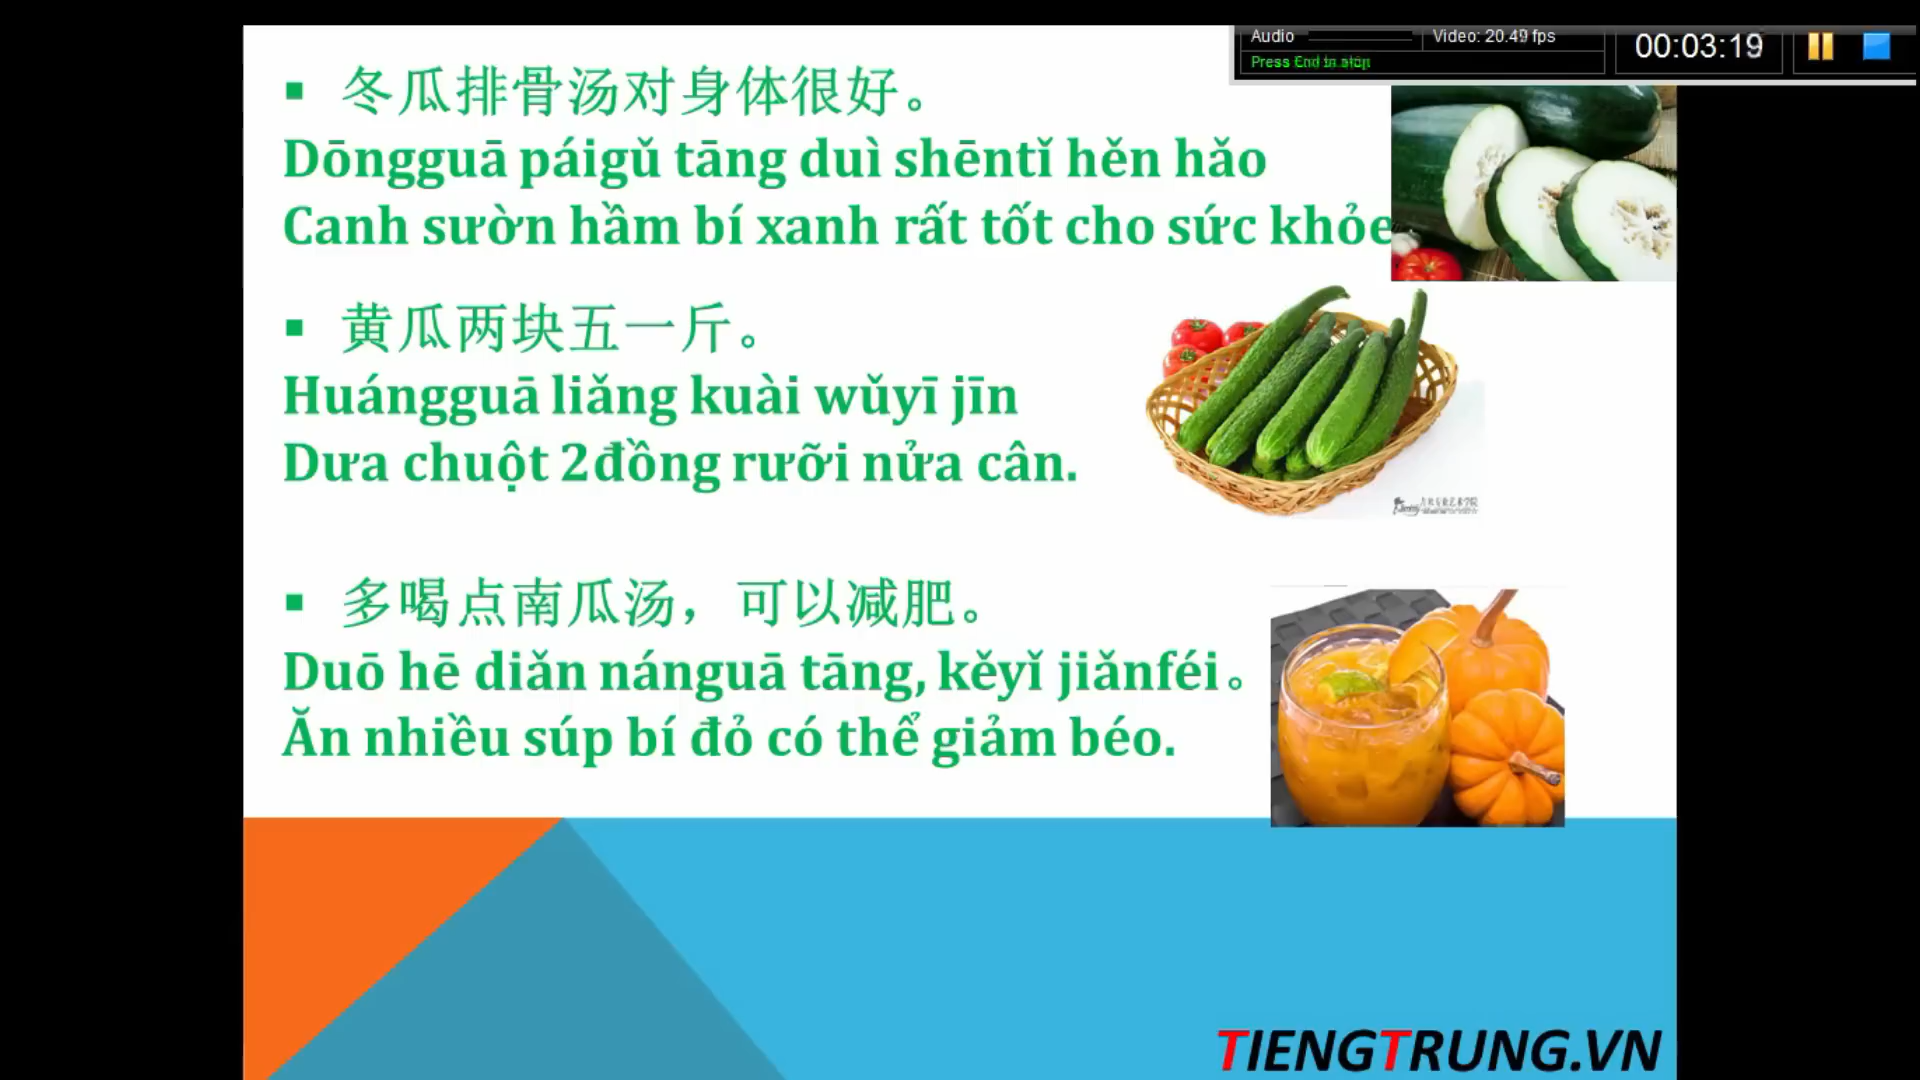 Audio
Video: 20.49 fps
Press End to stop
00:03:19
▪ 冬瓜排骨汤对身体很好。
Dōngguā páigǔ tāng duì shēntǐ hěn hǎo
Canh sườn hầm bí xanh rất tốt cho sức khỏe
▪ 黄瓜两块五一斤。
Huángguā liǎng kuài wǔyī jīn
Dưa chuột 2đồng rưỡi nửa cân.
▪ 多喝点南瓜汤，可以减肥。
Duō hē diǎn nánguā tāng, kěyǐ jiǎnféi。
Ăn nhiều súp bí đỏ có thể giảm béo.
TIENGTRUNG.VN